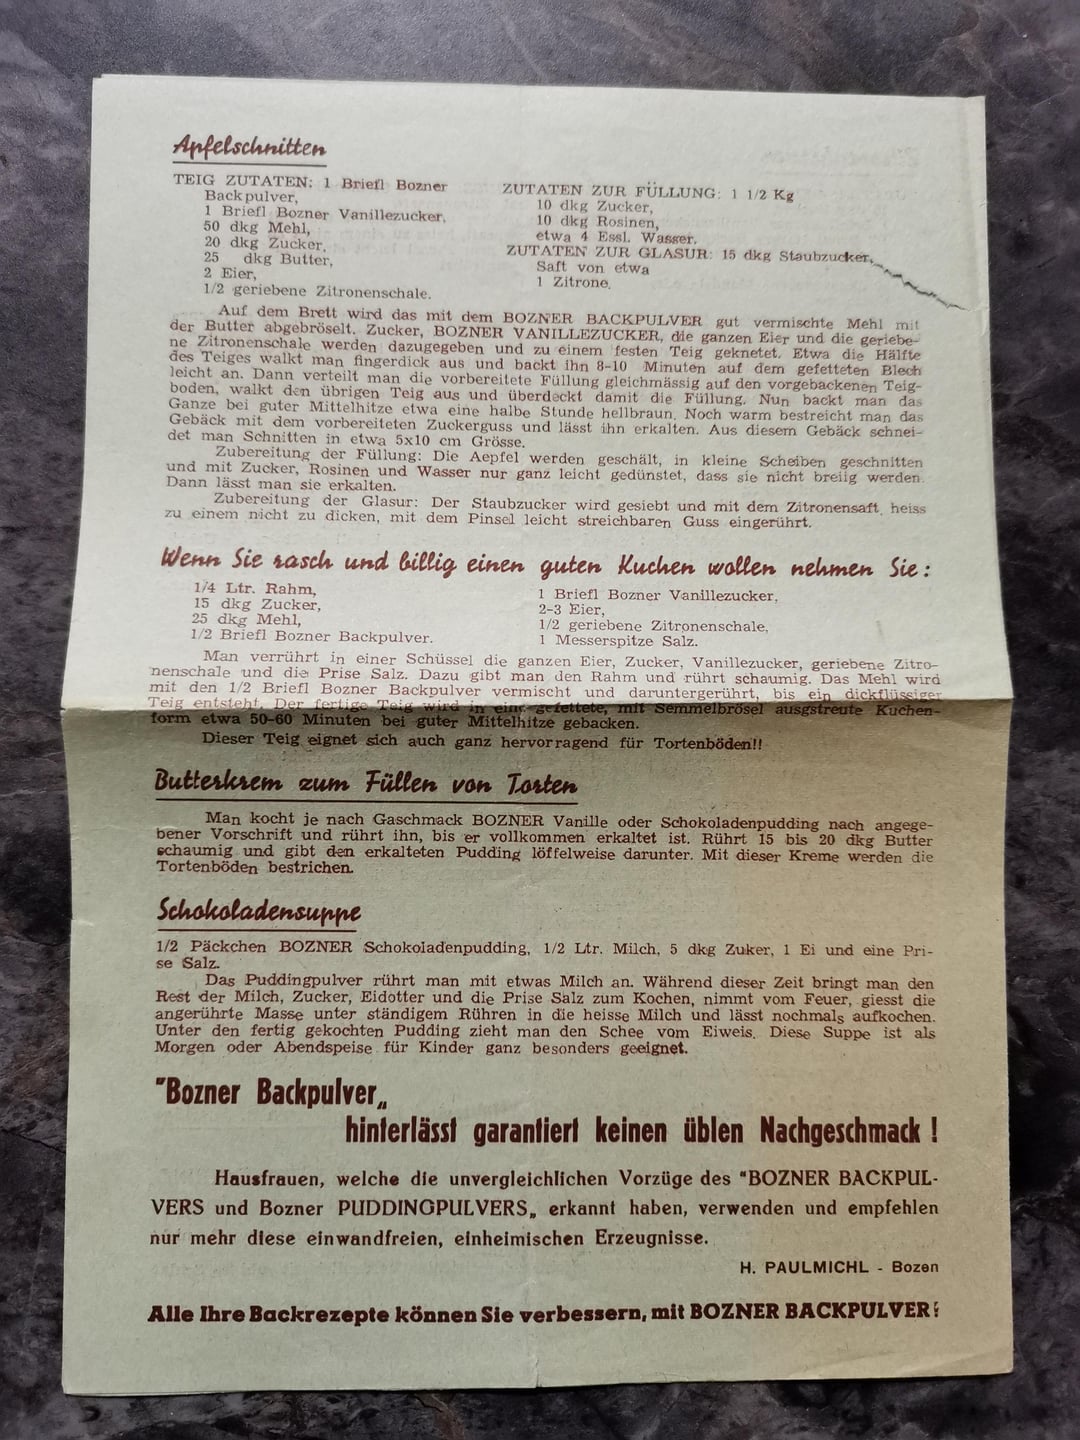 Apfelschnitten
TEIG ZUTATEN: 1 Briefl Bozner
Backpulver,
1 Briefl Bozner Vanillezucker,
50 dkg Mehl,
20 dkg Zucker,
25 dkg Butter,
2 Eier,
1/2 geriebene Zitronenschale.
ZUTATEN ZUR FÜLLUNG: 1 1/2 Kg
10 dkg Zucker,
10 dkg Rosinen,
etwa 4 Essl. Wasser.
ZUTATEN ZUR GLASUR: 15 dkg Staubzucker,
Saft von etwa
1 Zitrone.
Auf dem Brett wird das mit dem BOZNER BACKPULVER gut vermischte Mehl mit
der Butter abgebröselt. Zucker, BOZNER VANILLEZUCKER, die ganzen Eier und die geriebe-
ne Zitronenschale werden dazugegeben und zu einem festen Teig geknetet. Etwa die Hälfte
des Teiges walkt man fingerdick aus und backt ihn 8-10 Minuten auf dem gefetteten Blech
leicht an. Dann verteilt man die vorbereitete Füllung gleichmässig auf den vorgebackenen Teig-
boden, walkt den übrigen Teig aus und überdeckt damit die Füllung. Nun backt man das
Ganze bei guter Mittelhitze etwa eine halbe Stunde hellbraun. Noch warm bestreicht man das
Gebäck mit dem vorbereiteten Zuckerguss und lässt ihn erkalten. Aus diesem Gebäck schnei-
det man Schnitten in etwa 5x10 cm Grösse.
Zubereitung der Füllung: Die Aepfel werden geschält, in kleine Scheiben geschnitten
und mit Zucker, Rosinen und Wasser nur ganz leicht gedünstet, dass sie nicht breiig werden.
Dann lässt man sie erkalten.
Zubereitung der Glasur: Der Staubzucker wird gesiebt und mit dem Zitronensaft heiss
zu einem nicht zu dicken, mit dem Pinsel leicht streichbaren Guss eingerührt.
Wenn Sie rasch und billig einen guten Kuchen wollen nehmen Sie:
1/4 Ltr. Rahm,
15 dkg Zucker,
25 dkg Mehl,
1/2 Briefl Bozner Backpulver.
1 Briefl Bozner Vanillezucker,
2-3 Eier,
1/2 geriebene Zitronenschale,
1 Messerspitze Salz.
Man verrührt in einer Schüssel die ganzen Eier, Zucker, Vanillezucker, geriebene Zitro-
nenschale und die Prise Salz. Dazu gibt man den Rahm und rührt schaumig. Das Mehl wird
mit den 1/2 Briefl Bozner Backpulver vermischt und daruntergerührt, bis ein dickflüssiger
Teig entsteht. Der fertige Teig wird in eine gefettete, mit Semmelbrösel ausgstreute Kuchen-
form etwa 50-60 Minuten bei guter Mittelhitze gebacken.
Dieser Teig eignet sich auch ganz hervorragend für Tortenböden!!
Butterkrem zum Füllen von Torten
Man kocht je nach Gaschmack BOZNER Vanille oder Schokoladenpudding nach angege-
bener Vorschrift und rührt ihn, bis er vollkommen erkaltet ist. Rührt 15 bis 20 dkg Butter
schaumig und gibt den erkalteten Pudding löffelweise darunter. Mit dieser Kreme werden die
Tortenböden bestrichen.
Schokoladensuppe
1/2 Päckchen BOZNER Schokoladenpudding, 1/2 Ltr. Milch, 5 dkg Zuker, 1 Ei und eine Pri-
se Salz.
Das Puddingpulver rührt man mit etwas Milch an. Während dieser Zeit bringt man den
Rest der Milch, Zucker, Eidotter und die Prise Salz zum Kochen, nimmt vom Feuer, giesst die
angerührte Masse unter ständigem Rühren in die heisse Milch und lässt nochmals aufkochen.
Unter den fertig gekochten Pudding zieht man den Schee vom Eiweis. Diese Suppe ist als
Morgen oder Abendspeise für Kinder ganz besonders geeignet.
"Bozner Backpulver„
hinterlässt garantiert keinen üblen Nachgeschmack !
Hausfrauen, welche die unvergleichlichen Vorzüge des "BOZNER BACKPUL-
VERS und Bozner PUDDINGPULVERS„ erkannt haben, verwenden und empfehlen
nur mehr diese einwandfreien, einheimischen Erzeugnisse.
H. PAULMICHL - Bozen
Alle Ihre Backrezepte können Sie verbessern, mit BOZNER BACKPULVER!